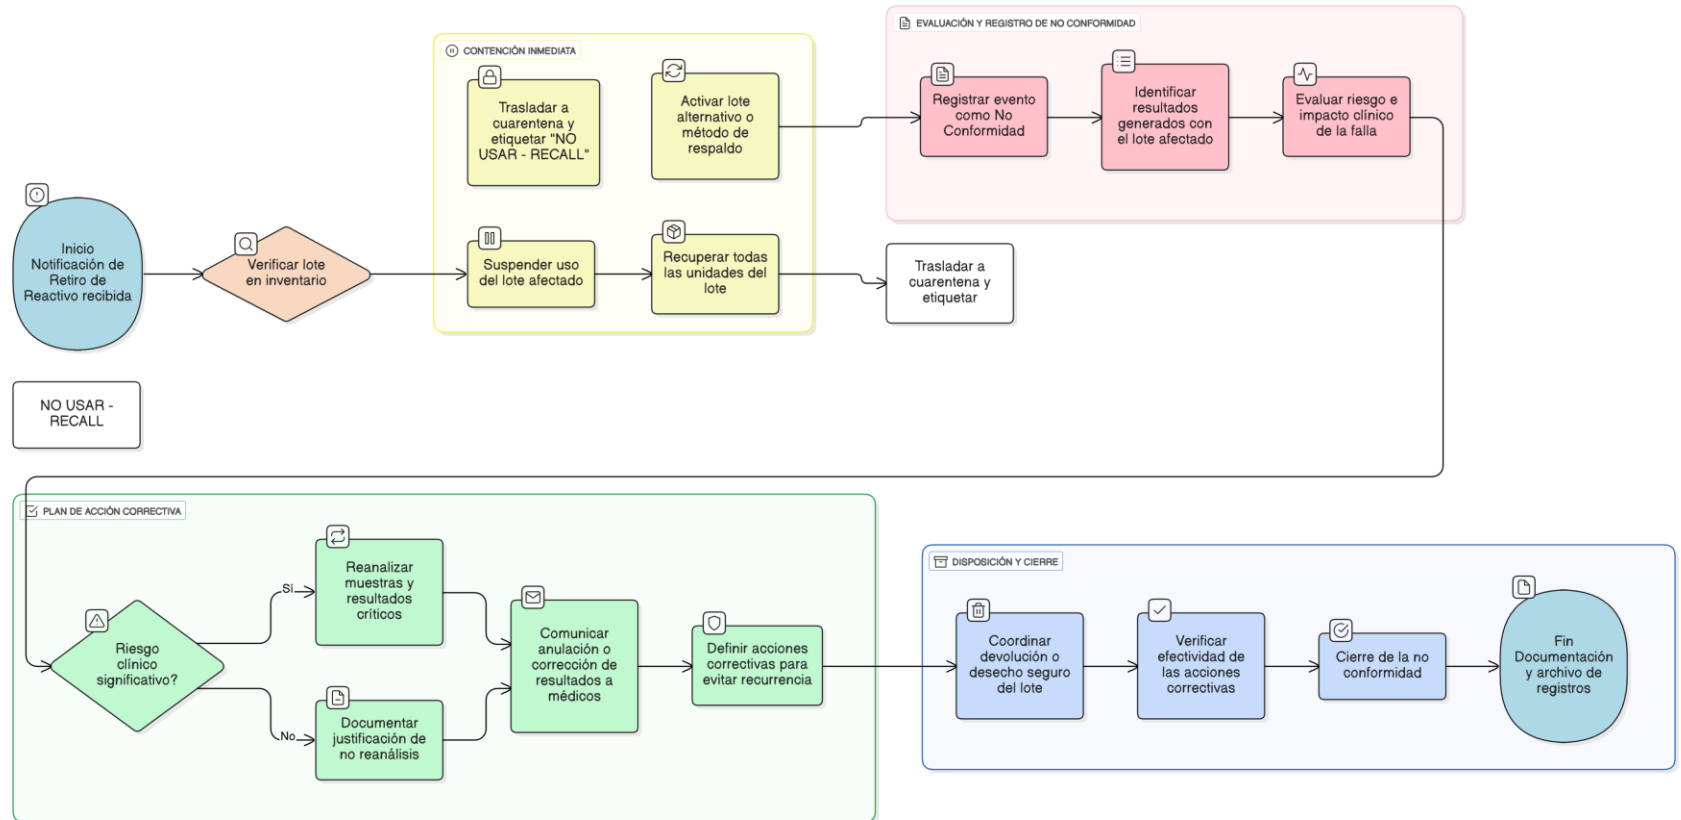 EVALUACIÓN Y REGISTRO DE NO CONFORMIDAD
CONTENCIÓN INMEDIATA
Trasladar a
cuarentena y
etiquetar "NO
USAR - RECALL"
Activar lote
alternativo o
método de
respaldo
Registrar evento
como No
Conformidad
Identificar
resultados
generados con
el lote afectado
Evaluar riesgo e
impacto clínico
de la falla
Inicio
Notificación de
Retiro de
Reactivo recibida
Verificar lote
en inventario
Suspender uso
del lote afectado
Recuperar todas
las unidades del
lote
Trasladar a
cuarentena y
etiquetar
NO USAR -
RECALL
PLAN DE ACCIÓN CORRECTIVA
Riesgo
clínico
significativo?
Sí
No
Reanalizar
muestras y
resultados
críticos
Documentar
justificación de
no reanálisis
Comunicar
anulación o
corrección de
resultados a
médicos
Definir acciones
correctivas para
evitar recurrencia
DISPOSICIÓN Y CIERRE
Coordinar
devolución o
desecho seguro
del lote
Verificar
efectividad de
las acciones
correctivas
Cierre de la no
conformidad
Fin
Documentación
y archivo de
registros